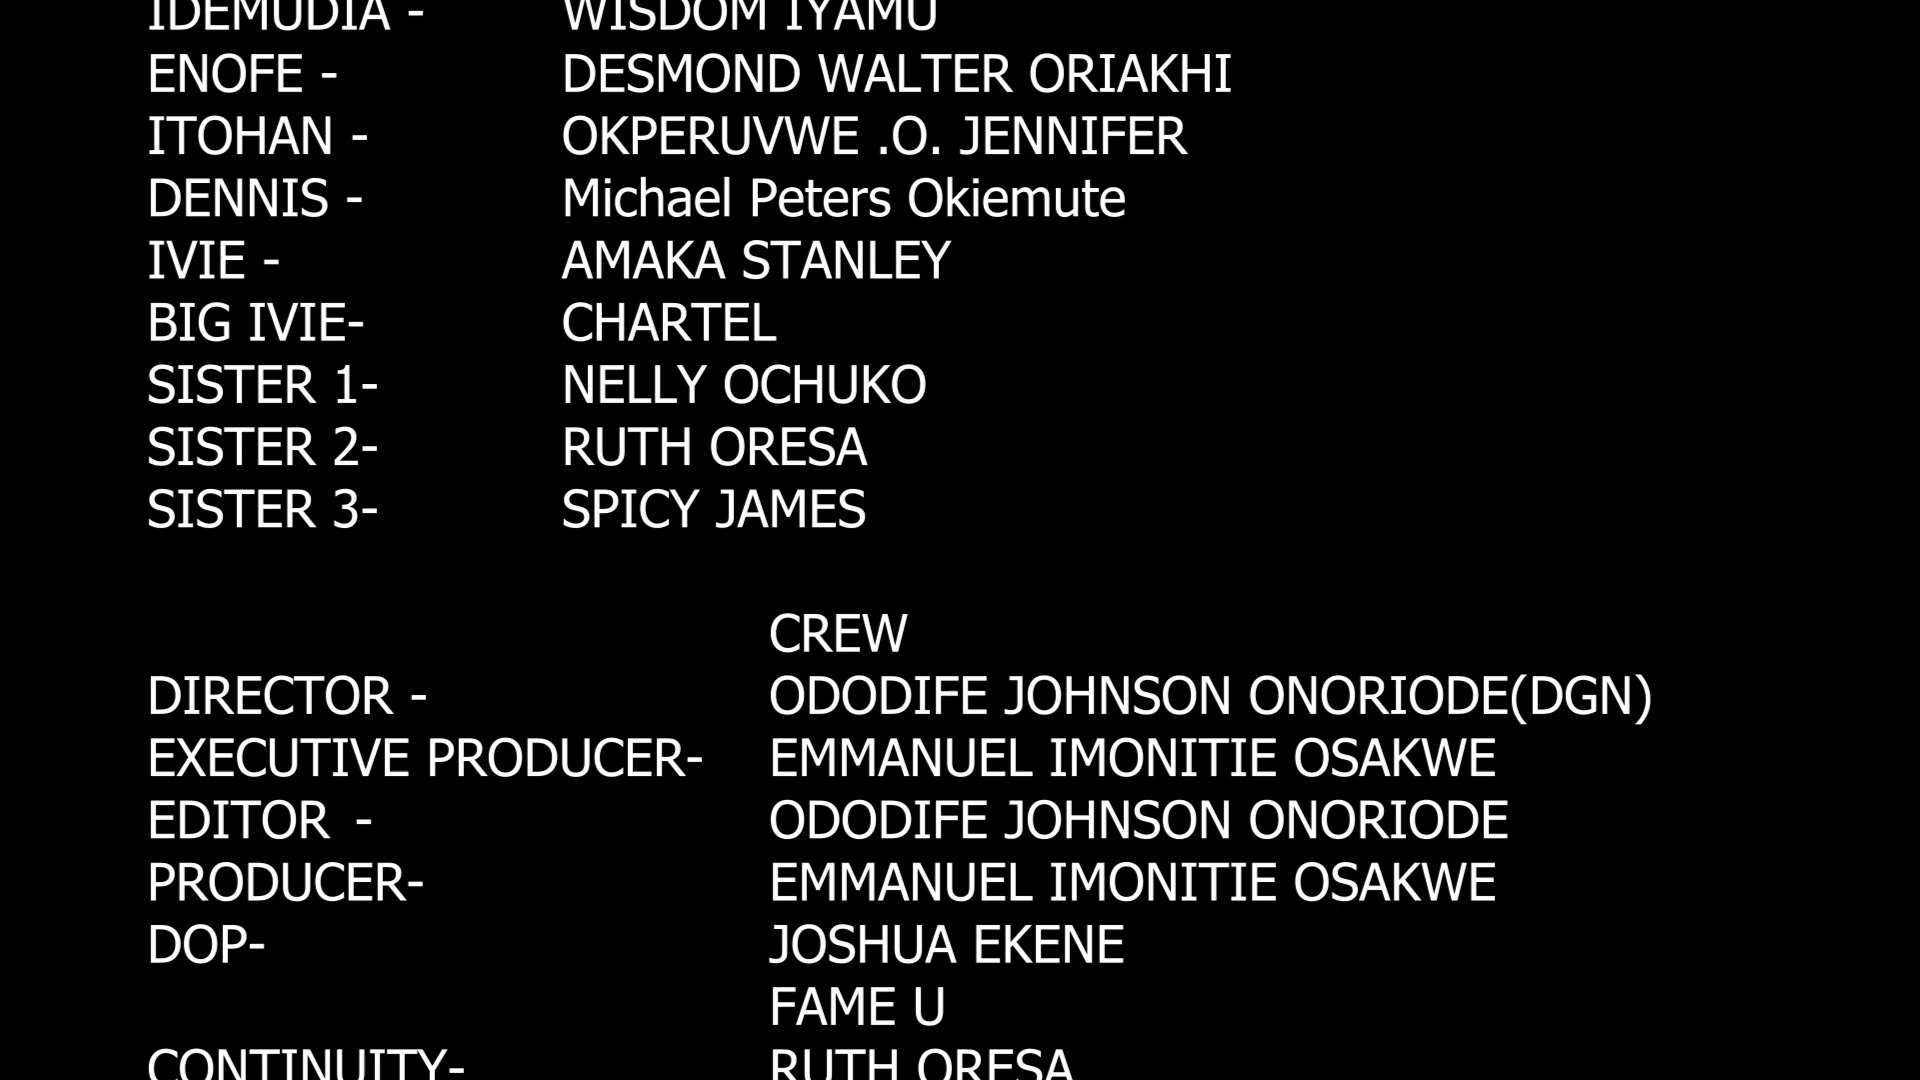 IDEMUDIA - WISDOM IYAMU
ENOFE - DESMOND WALTER ORIAKHI
ITOHAN - OKPERUVWE .O. JENNIFER
DENNIS - Michael Peters Okiemute
IVIE - AMAKA STANLEY
BIG IVIE- CHARTEL
SISTER 1- NELLY OCHUKO
SISTER 2- RUTH ORESA
SISTER 3- SPICY JAMES
CREW
DIRECTOR - ODODIFE JOHNSON ONORIODE(DGN)
EXECUTIVE PRODUCER- EMMANUEL IMONITIE OSAKWE
EDITOR - ODODIFE JOHNSON ONORIODE
PRODUCER- EMMANUEL IMONITIE OSAKWE
DOP- JOSHUA EKENE
FAME U
CONTINUITY- RUTH ORESA